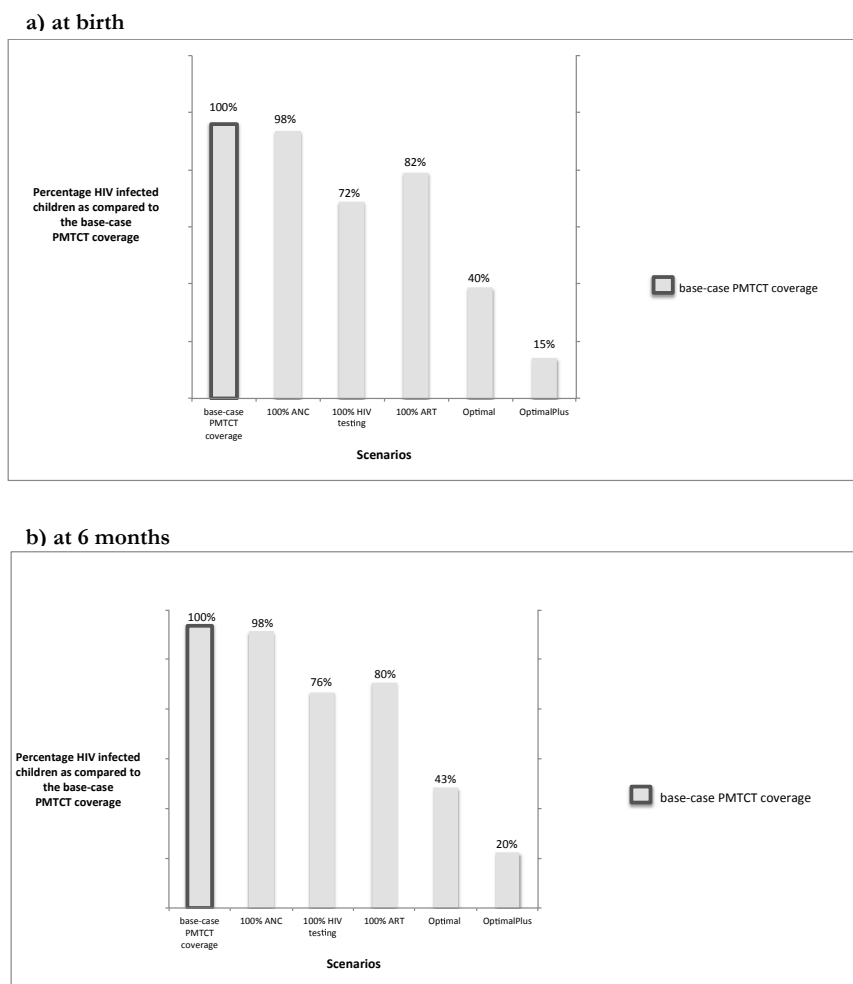 a) at birth
100%
98%
72%
82%
40%
15%
Percentage HIV infected
children as compared to
the base-case
PMTCT coverage
base-case PMTCT coverage
base-case
PMTCT
coverage
100% ANC
100% HIV
testing
100% ART
Optimal
OptimalPlus
Scenarios
b) at 6 months
100%
98%
76%
80%
43%
20%
Percentage HIV infected
children as compared to
the base-case
PMTCT coverage
base-case PMTCT coverage
base-case
PMTCT
coverage
100% ANC
100% HIV
testing
100% ART
Optimal
OptimalPlus
Scenarios